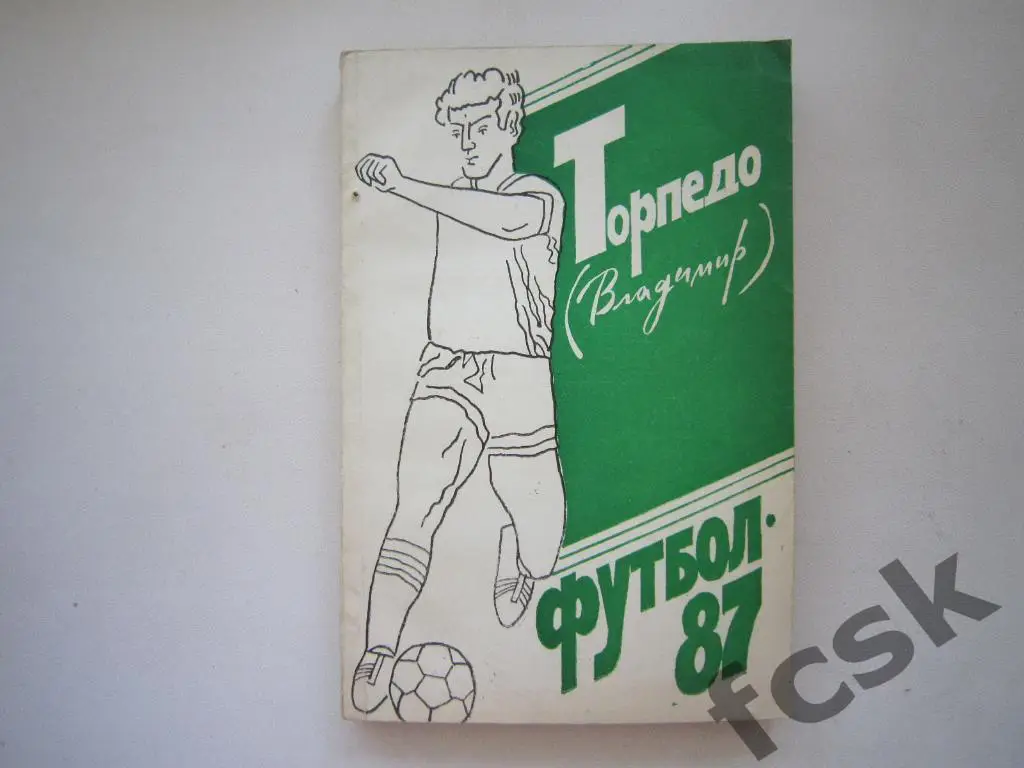 Торпедо
(Владимир)
ФУТБОЛ·
87
fcsk